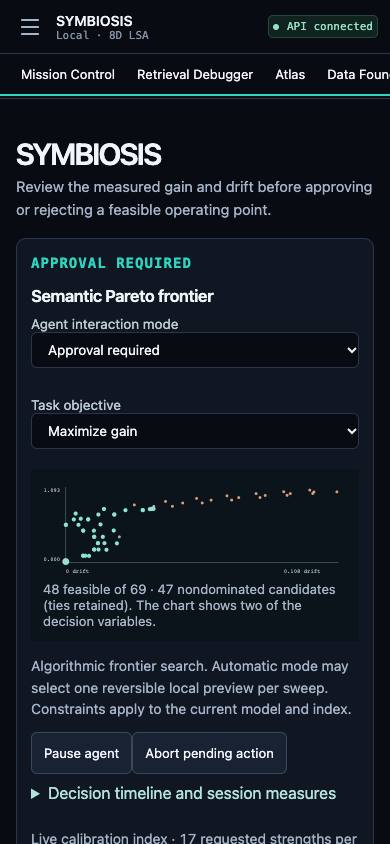 SYMBIOSIS
Local · 8D LSA
API connected
Mission Control Retrieval Debugger Atlas Data Foun
SYMBIOSIS
Review the measured gain and drift before approving
or rejecting a feasible operating point.
APPROVAL REQUIRED
Semantic Pareto frontier
Agent interaction mode
Approval required
Task objective
Maximize gain
1.093
0.000
0 drift 0.108 drift
48 feasible of 69 · 47 nondominated candidates
(ties retained). The chart shows two of the
decision variables.
Algorithmic frontier search. Automatic mode may
select one reversible local preview per sweep.
Constraints apply to the current model and index.
Pause agent Abort pending action
Decision timeline and session measures
Live calibration index · 17 requested strengths per